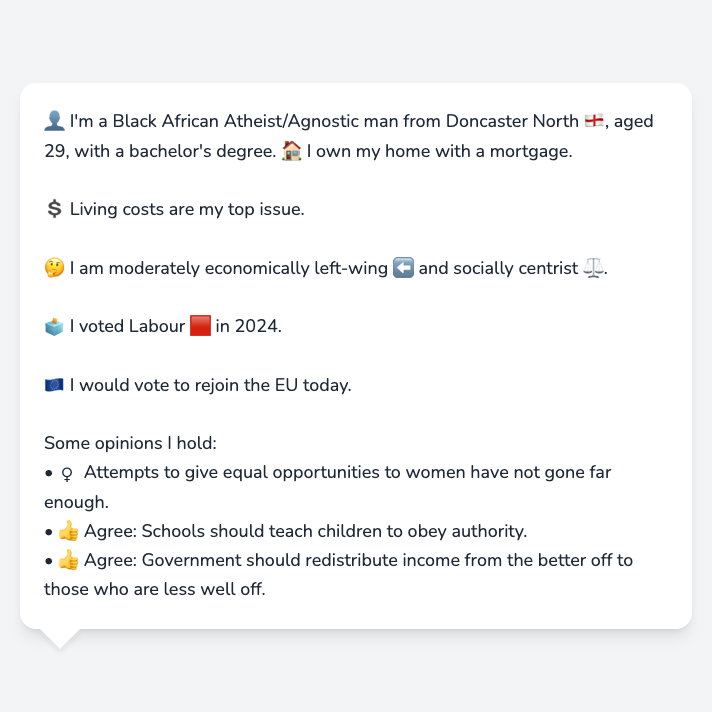 👤 I'm a Black African Atheist/Agnostic man from Doncaster North 🏴󠁧󠁢󠁥󠁮󠁧󠁿, aged
29, with a bachelor's degree. 🏠 I own my home with a mortgage.
💲 Living costs are my top issue.
🤔 I am moderately economically left-wing ⬅️ and socially centrist ⚖️.
🗳️ I voted Labour 🟥 in 2024.
🇪🇺 I would vote to rejoin the EU today.
Some opinions I hold:
• ♀️ Attempts to give equal opportunities to women have not gone far
enough.
• 👍 Agree: Schools should teach children to obey authority.
• 👍 Agree: Government should redistribute income from the better off to
those who are less well off.